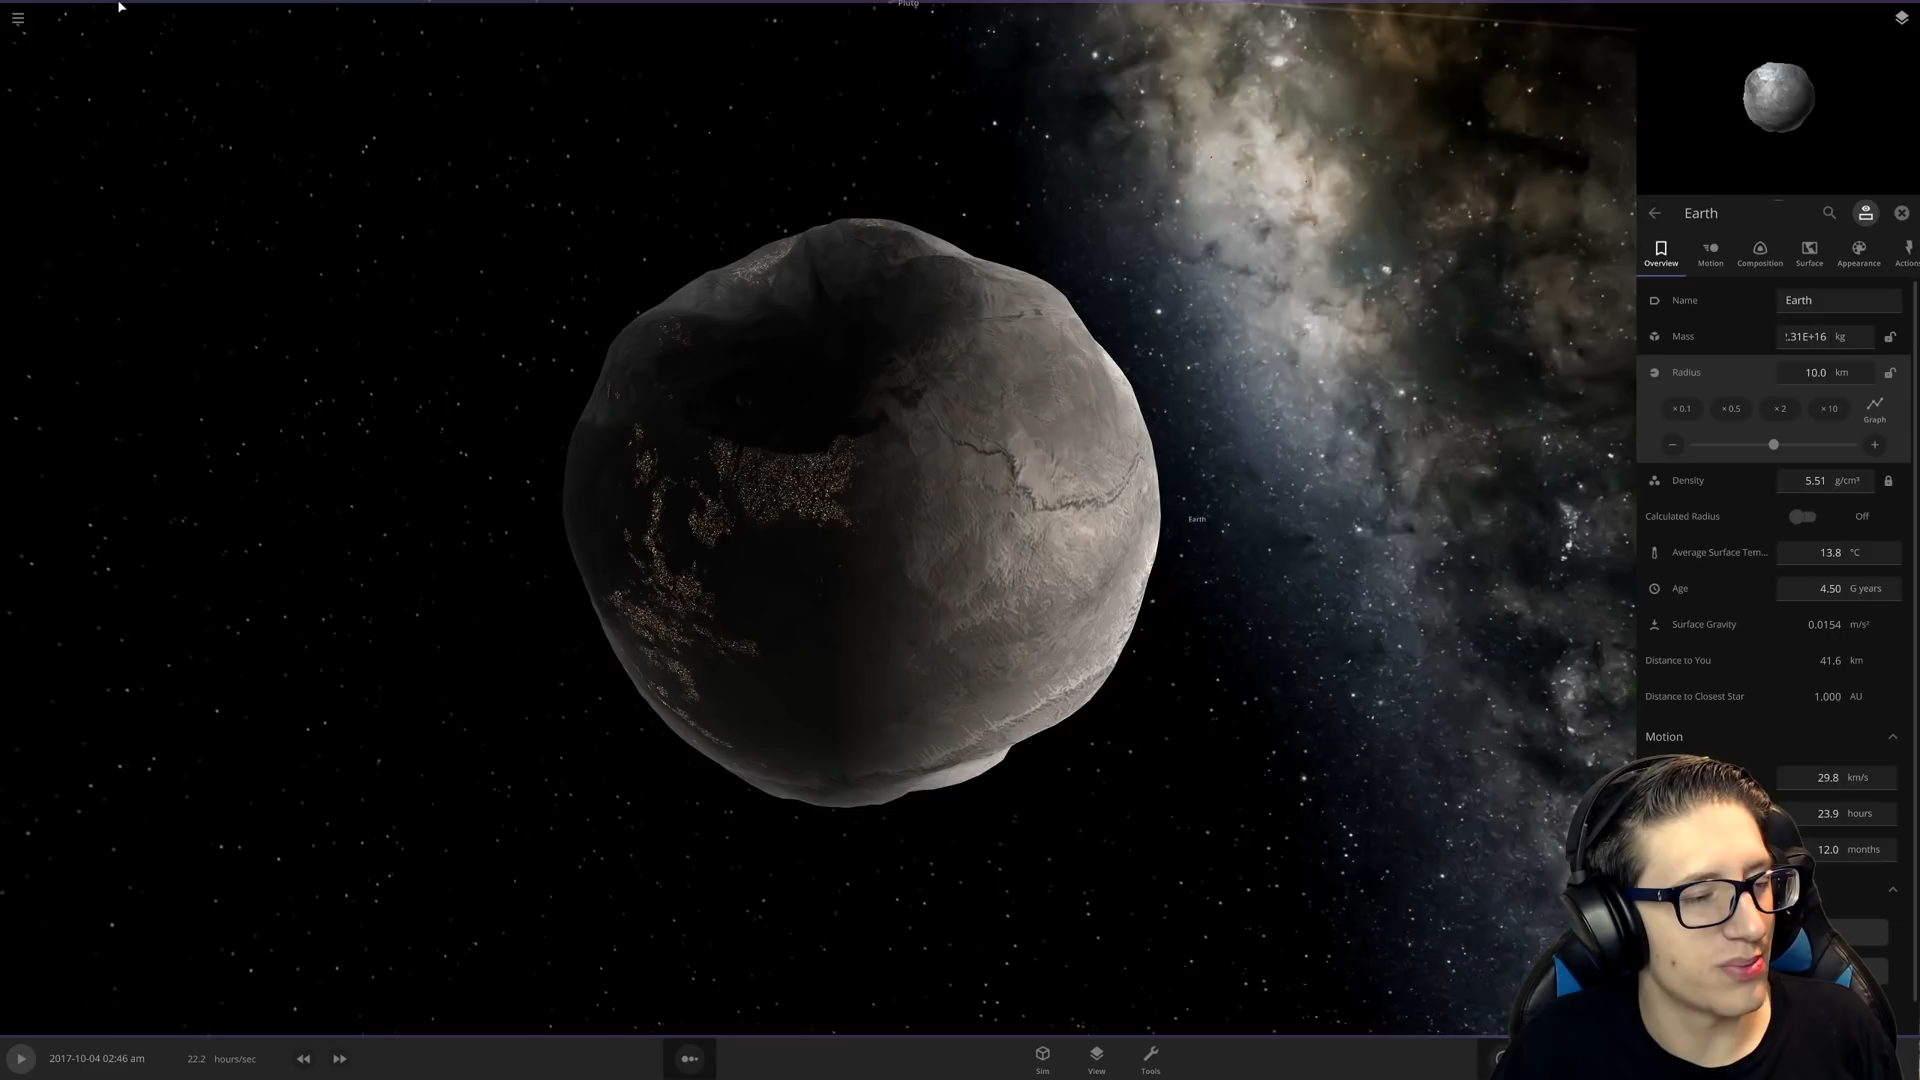 Pluto
Earth
Earth
Overview Motion Composition Surface Appearance Actions
Name Earth
Mass .31E+16 kg
Radius 10.0 km
× 0.1 × 0.5 × 2 × 10 Graph
Density 5.51 g/cm³
Calculated Radius Off
Average Surface Tem... 13.8 °C
Age 4.50 G years
Surface Gravity 0.0154 m/s²
Distance to You 41.6 km
Distance to Closest Star 1.000 AU
Motion
29.8 km/s
23.9 hours
12.0 months
2017-10-04 02:46 am 22.2 hours/sec
Sim View Tools